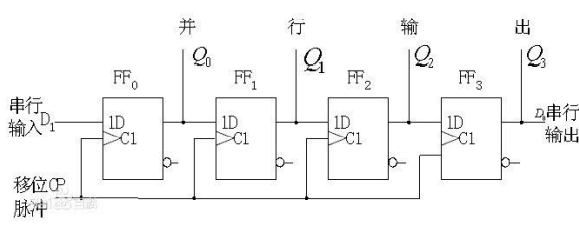 并 行 输 出
Q0 Q1 Q2 Q3
FF0 FF1 FF2 FF3
串行 输入 D1 1D 1D 1D 1D 串行 输出
C1 C1 C1 C1
移位CP
脉冲